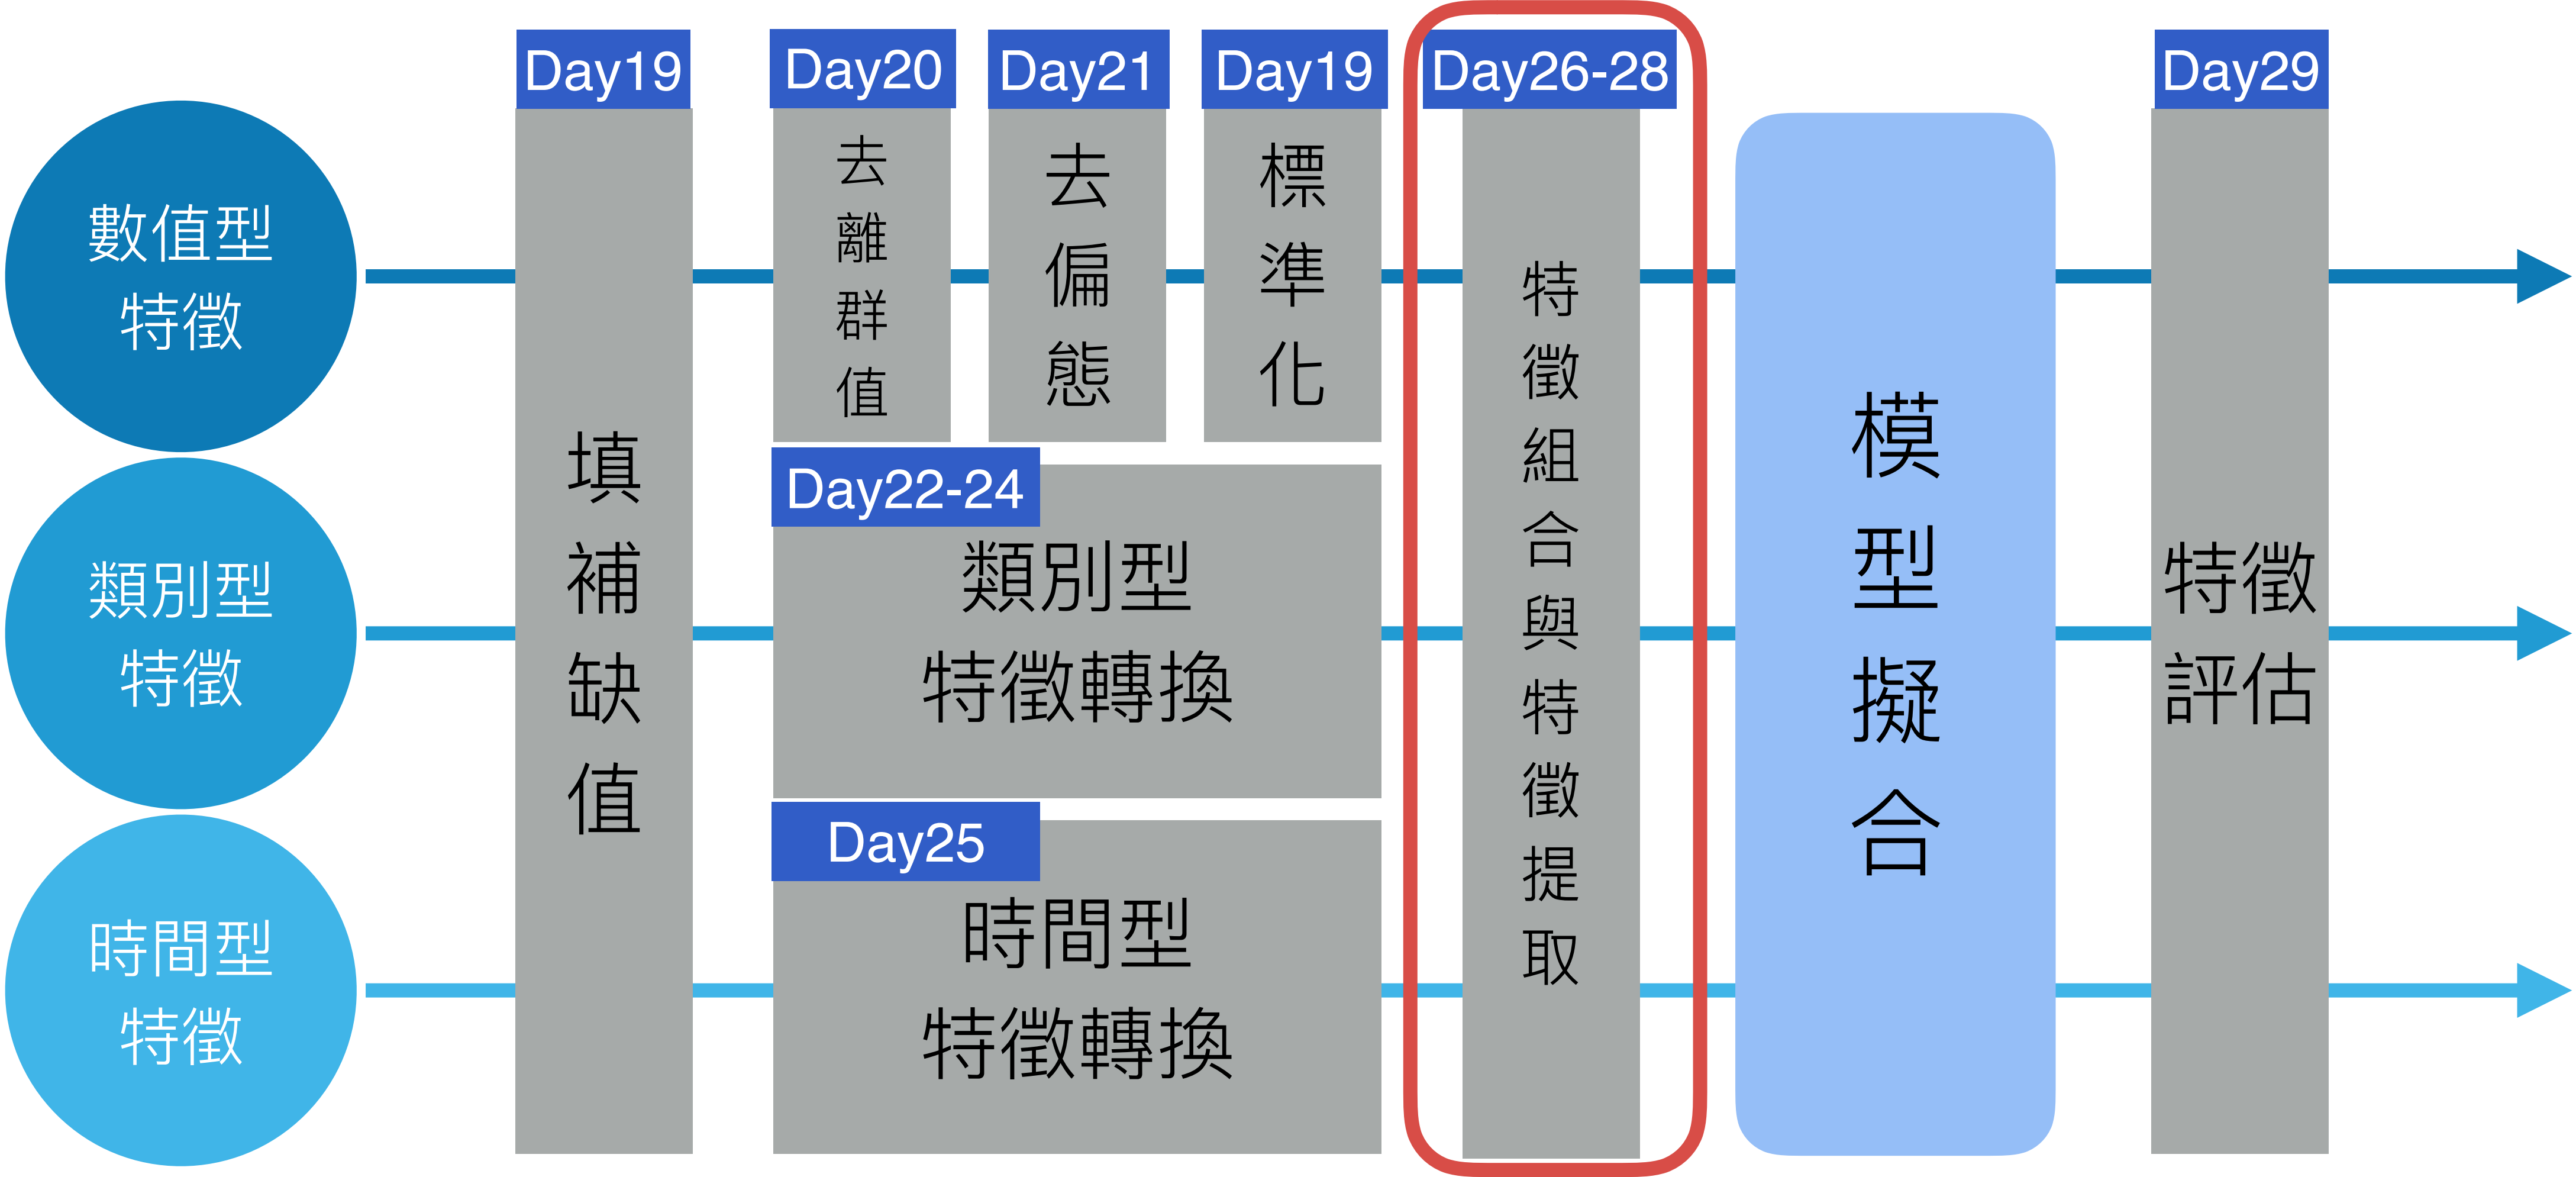 數值型
特徵
類別型
特徵
時間型
特徵
Day19
填補缺值
Day20
去離群值
Day21
去偏態
Day19
標準化
Day22-24
類別型
特徵轉換
Day25
時間型
特徵轉換
Day26-28
特徵組合與特徵提取
模型擬合
Day29
特徵
評估